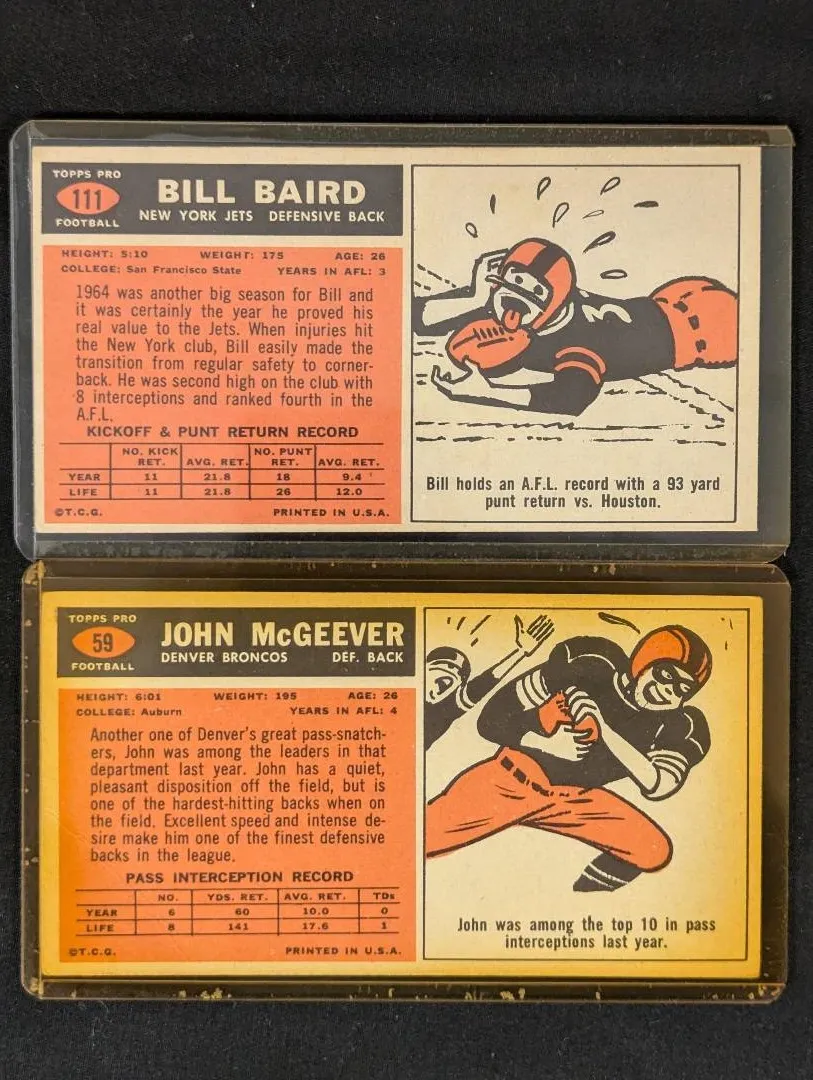 TOPPS PRO
111
FOOTBALL
BILL BAIRD
NEW YORK JETS DEFENSIVE BACK
HEIGHT: 5:10 WEIGHT: 175 AGE: 26
COLLEGE: San Francisco State YEARS IN AFL: 3
1964 was another big season for Bill and
it was certainly the year he proved his
real value to the Jets. When injuries hit
the New York club, Bill easily made the
transition from regular safety to corner-
back. He was second high on the club with
8 interceptions and ranked fourth in the
A.F.L.
KICKOFF & PUNT RETURN RECORD
NO. KICK RET. AVG. RET. NO. PUNT RET. AVG. RET.
YEAR 11 21.8 18 9.4
LIFE 11 21.8 26 12.0
©T.C.G. PRINTED IN U.S.A.
3
Bill holds an A.F.L. record with a 93 yard
punt return vs. Houston.
TOPPS PRO
59
FOOTBALL
JOHN McGEEVER
DENVER BRONCOS DEF. BACK
HEIGHT: 6:01 WEIGHT: 195 AGE: 26
COLLEGE: Auburn YEARS IN AFL: 4
Another one of Denver's great pass-snatch-
ers, John was among the leaders in that
department last year. John has a quiet,
pleasant disposition off the field, but is
one of the hardest-hitting backs when on
the field. Excellent speed and intense de-
sire make him one of the finest defensive
backs in the league.
PASS INTERCEPTION RECORD
NO. YDS. RET. AVG. RET. TDs
YEAR 6 60 10.0 0
LIFE 8 141 17.6 1
©T.C.G. PRINTED IN U.S.A.
John was among the top 10 in pass
interceptions last year.